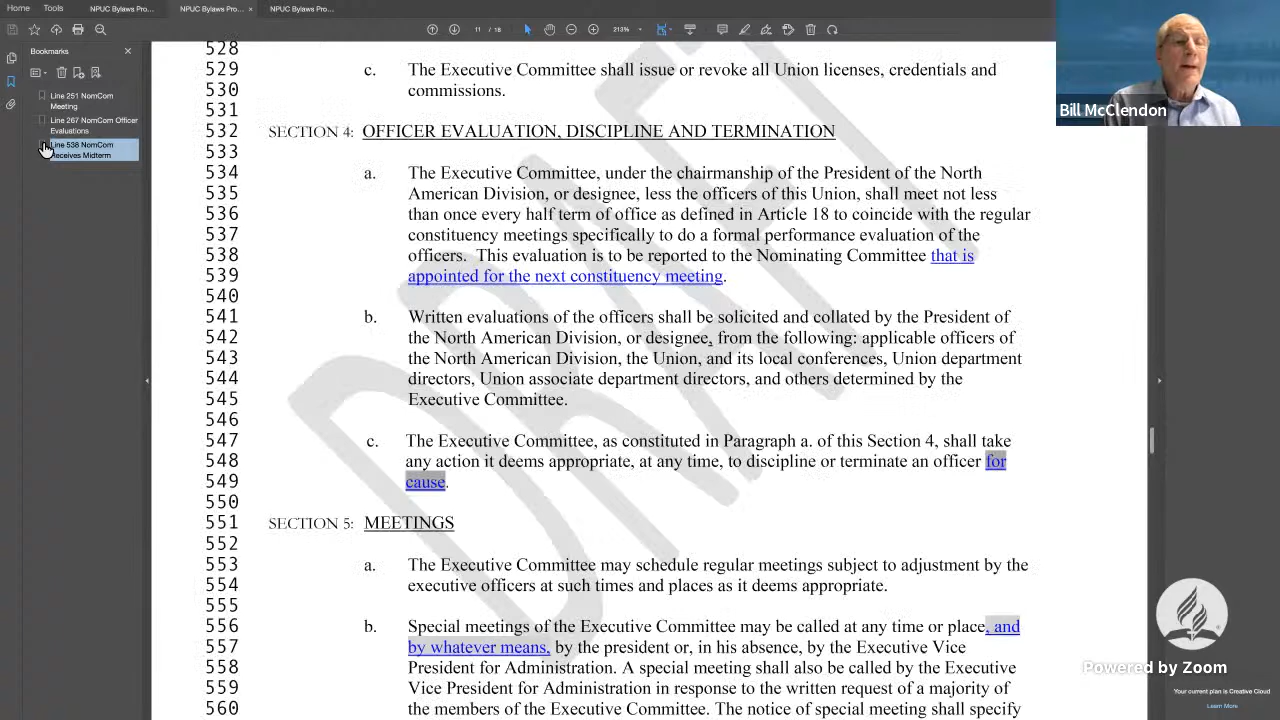 Home Tools NPUC Bylaws Pro... NPUC Bylaws Pro... × NPUC Bylaws Pro...
11 / 18 213%
Bookmarks ×
Line 251 NomCom
Meeting
Line 267 NomCom Officer
Evaluations
Line 538 NomCom
Receives Midterm
528
529 c. The Executive Committee shall issue or revoke all Union licenses, credentials and
530 commissions.
531
532 SECTION 4: OFFICER EVALUATION, DISCIPLINE AND TERMINATION
533
534 a. The Executive Committee, under the chairmanship of the President of the North
535 American Division, or designee, less the officers of this Union, shall meet not less
536 than once every half term of office as defined in Article 18 to coincide with the regular
537 constituency meetings specifically to do a formal performance evaluation of the
538 officers. This evaluation is to be reported to the Nominating Committee that is
539 appointed for the next constituency meeting.
540
541 b. Written evaluations of the officers shall be solicited and collated by the President of
542 the North American Division, or designee, from the following: applicable officers of
543 the North American Division, the Union, and its local conferences, Union department
544 directors, Union associate department directors, and others determined by the
545 Executive Committee.
546
547 c. The Executive Committee, as constituted in Paragraph a. of this Section 4, shall take
548 any action it deems appropriate, at any time, to discipline or terminate an officer for
549 cause.
550
551 SECTION 5: MEETINGS
552
553 a. The Executive Committee may schedule regular meetings subject to adjustment by the
554 executive officers at such times and places as it deems appropriate.
555
556 b. Special meetings of the Executive Committee may be called at any time or place, and
557 by whatever means, by the president or, in his absence, by the Executive Vice
558 President for Administration. A special meeting shall also be called by the Executive
559 Vice President for Administration in response to the written request of a majority of
560 the members of the Executive Committee. The notice of special meeting shall specify
DRAFT
Bill McClendon
Powered by Zoom
Your current plan is Creative Cloud
Learn More